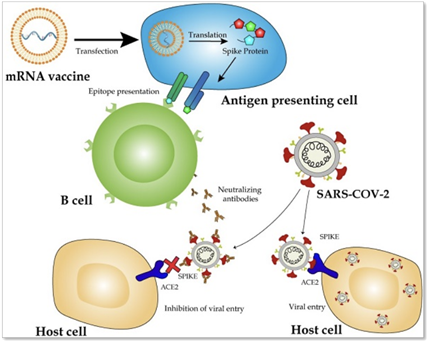 Transfection
mRNA vaccine
Translation
Spike Protein
Epitope presentation
Antigen presenting cell
B cell
Neutralizing
antibodies
SARS-COV-2
SPIKE
ACE2
Inhibition of viral entry
Host cell
SPIKE
ACE2
Viral entry
Host cell